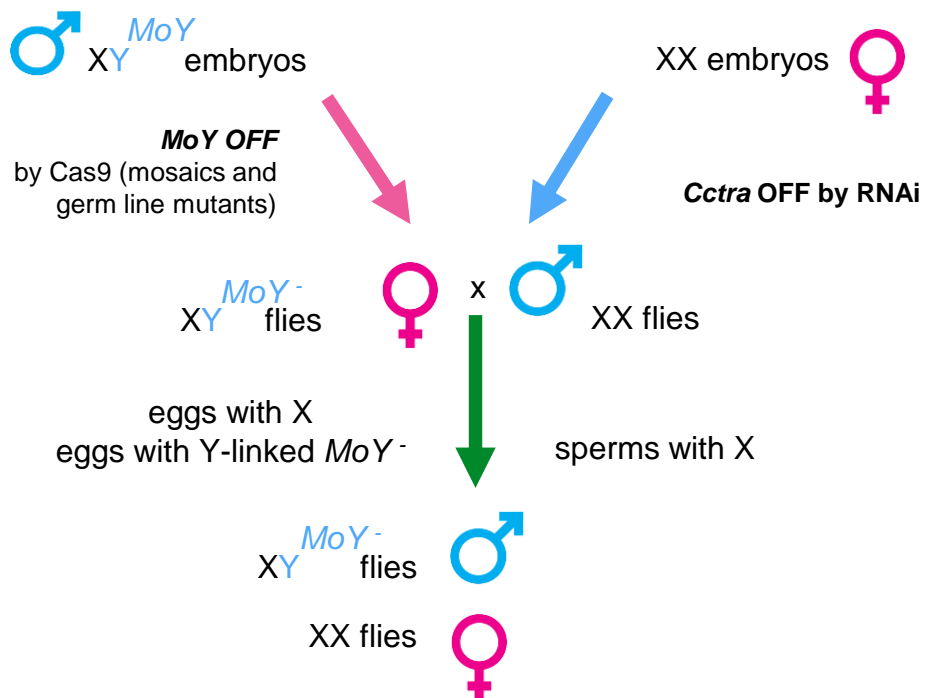 XY MoY embryos
XX embryos
MoY OFF
by Cas9 (mosaics and
germ line mutants)
Cctra OFF by RNAi
XY MoY - flies
x
XX flies
eggs with X
eggs with Y-linked MoY -
sperms with X
XY MoY - flies
XX flies